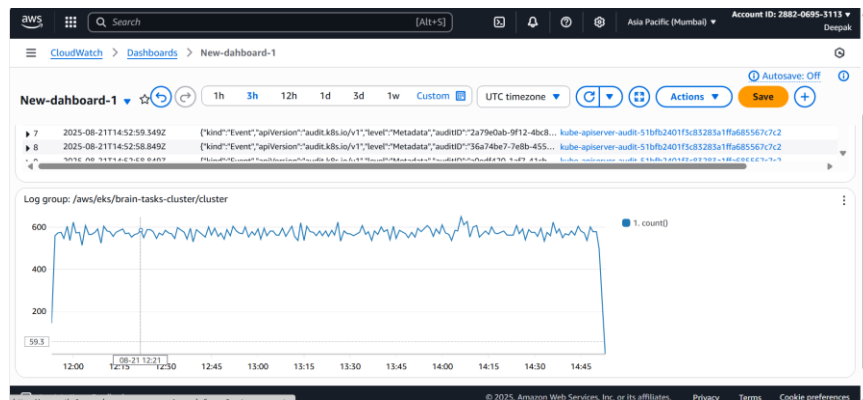 aws Search [Alt+S] Asia Pacific (Mumbai) ▼ Account ID: 2882-0695-3113 ▼
Deepak
CloudWatch > Dashboards > New-dahboard-1
Autosave: Off
New-dahboard-1 ▼ 1h 3h 12h 1d 3d 1w Custom UTC timezone ▼ Actions ▼ Save +
7 2025-08-21T14:52:59.349Z {"kind":"Event","apiVersion":"audit.k8s.io/v1","level":"Metadata","auditID":"2a79e0ab-9f12-4bc8... kube-apiserver-audit-51bfb2401f3c83283a1ffa685567c7c2
8 2025-08-21T14:52:58.849Z {"kind":"Event","apiVersion":"audit.k8s.io/v1","level":"Metadata","auditID":"36a74be7-7e8b-455... kube-apiserver-audit-51bfb2401f3c83283a1ffa685567c7c2
Log group: /aws/eks/brain-tasks-cluster/cluster
600
1. count()
400
200
59.3
08-21 12:21
12:00 12:15 12:30 12:45 13:00 13:15 13:30 13:45 14:00 14:15 14:30 14:45
© 2025, Amazon Web Services, Inc. or its affiliates. Privacy Terms Cookie preferences